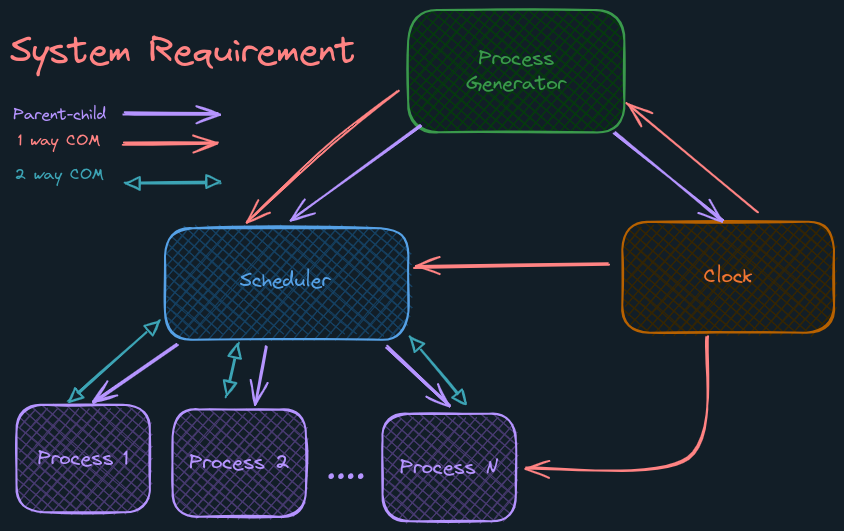 System Requirement
Parent-child
1 way COM
2 way COM
Process
Generator
Scheduler
Clock
Process 1
Process 2
....
Process N